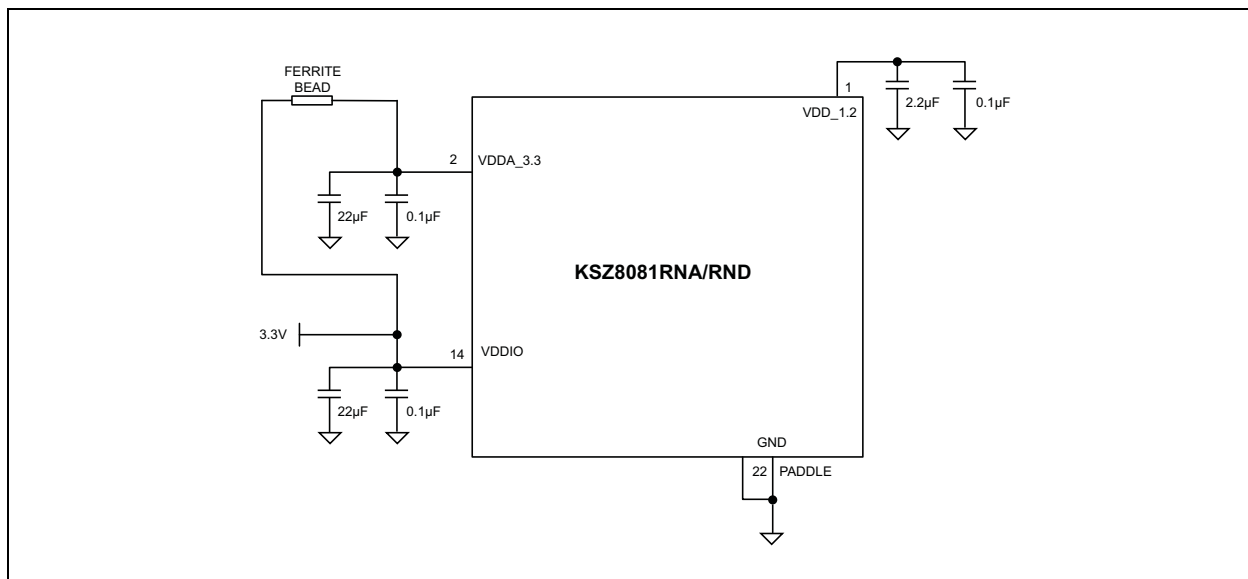 FERRITE
BEAD
1
VDD_1.2
2.2µF
0.1µF
2
VDDA_3.3
22µF
0.1µF
KSZ8081RNA/RND
3.3V
14
VDDIO
22µF
0.1µF
GND
22
PADDLE